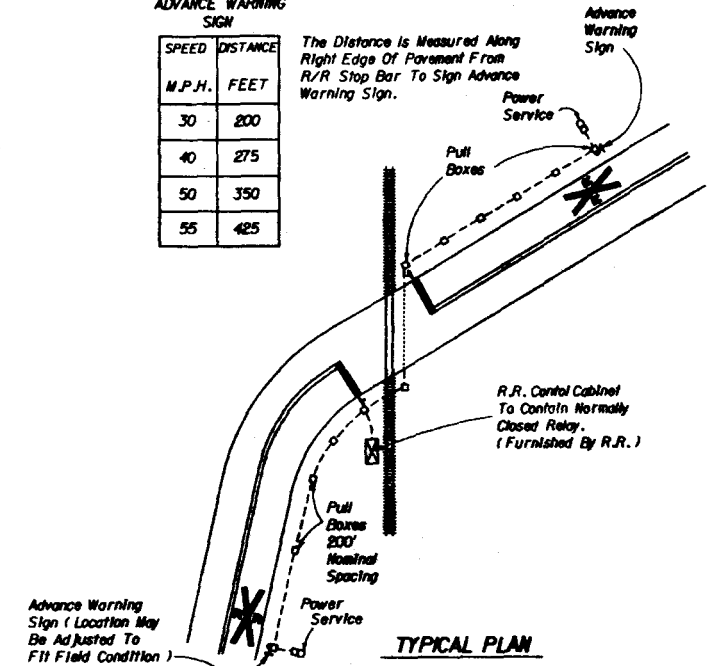 ADVANCE WARNING
SIGN
SPEED DISTANCE
M.P.H. FEET
30 200
40 275
50 350
55 425
The Distance Is Measured Along
Right Edge Of Pavement From
R/R Stop Bar To Sign Advance
Warning Sign.
Advance
Warning
Sign
Power
Service
Pull
Boxes
R.R. Contol Cabinet
To Contain Normally
Closed Relay.
(Furnished By R.R.)
Pull
Boxes
200'
Nominal
Spacing
Advance Warning
Sign (Location May
Be Adjusted To
Fit Field Condition)
Power
Service
TYPICAL PLAN